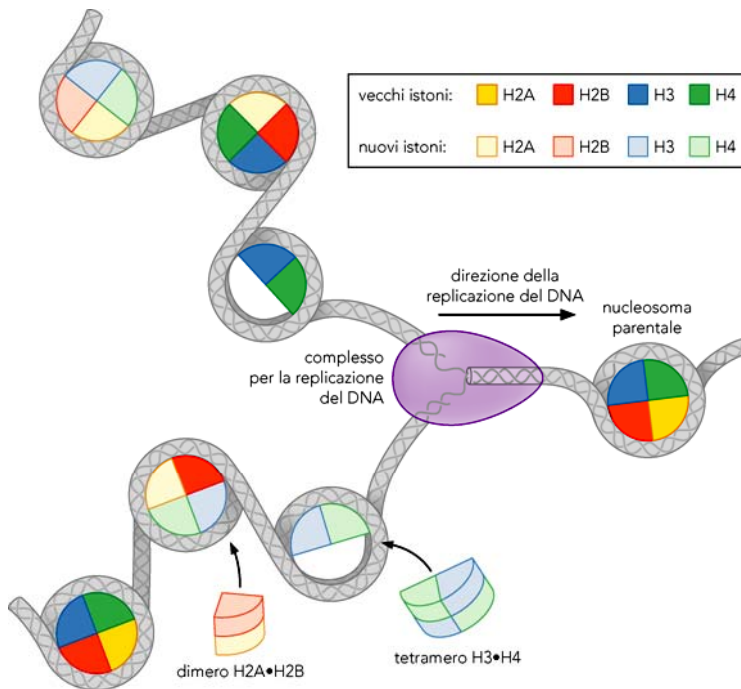 vecchi istoni: H2A H2B H3 H4
nuovi istoni: H2A H2B H3 H4
direzione della
replicazione del DNA
nucleosoma
parentale
complesso
per la replicazione
del DNA
dimero H2A•H2B
tetramero H3•H4